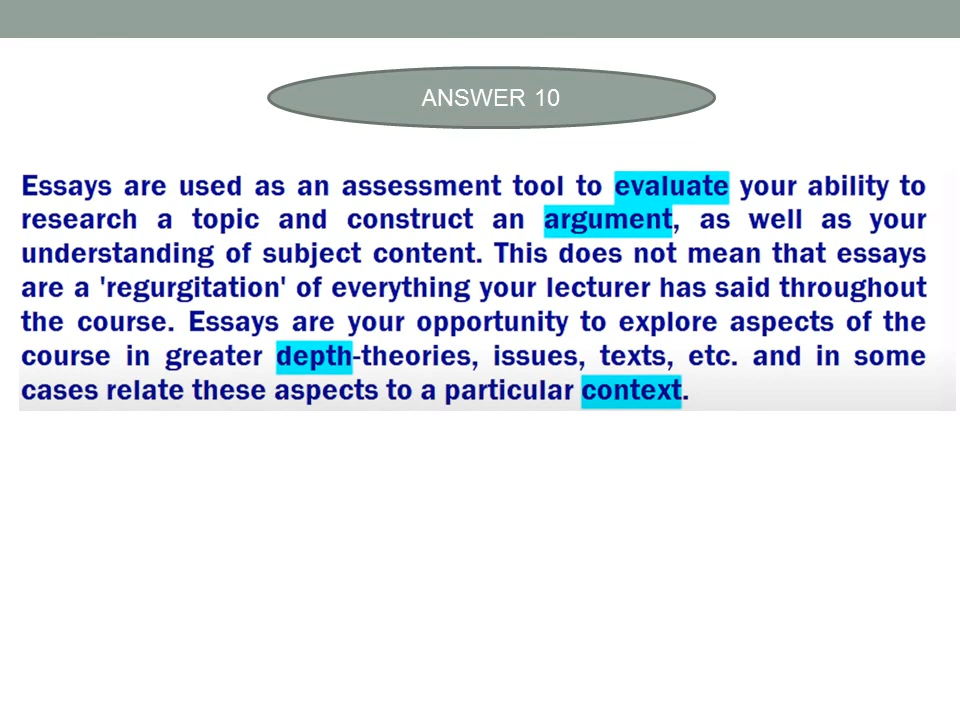 ANSWER 10
Essays are used as an assessment tool to evaluate your ability to
research a topic and construct an argument, as well as your
understanding of subject content. This does not mean that essays
are a 'regurgitation' of everything your lecturer has said throughout
the course. Essays are your opportunity to explore aspects of the
course in greater depth-theories, issues, texts, etc. and in some
cases relate these aspects to a particular context.